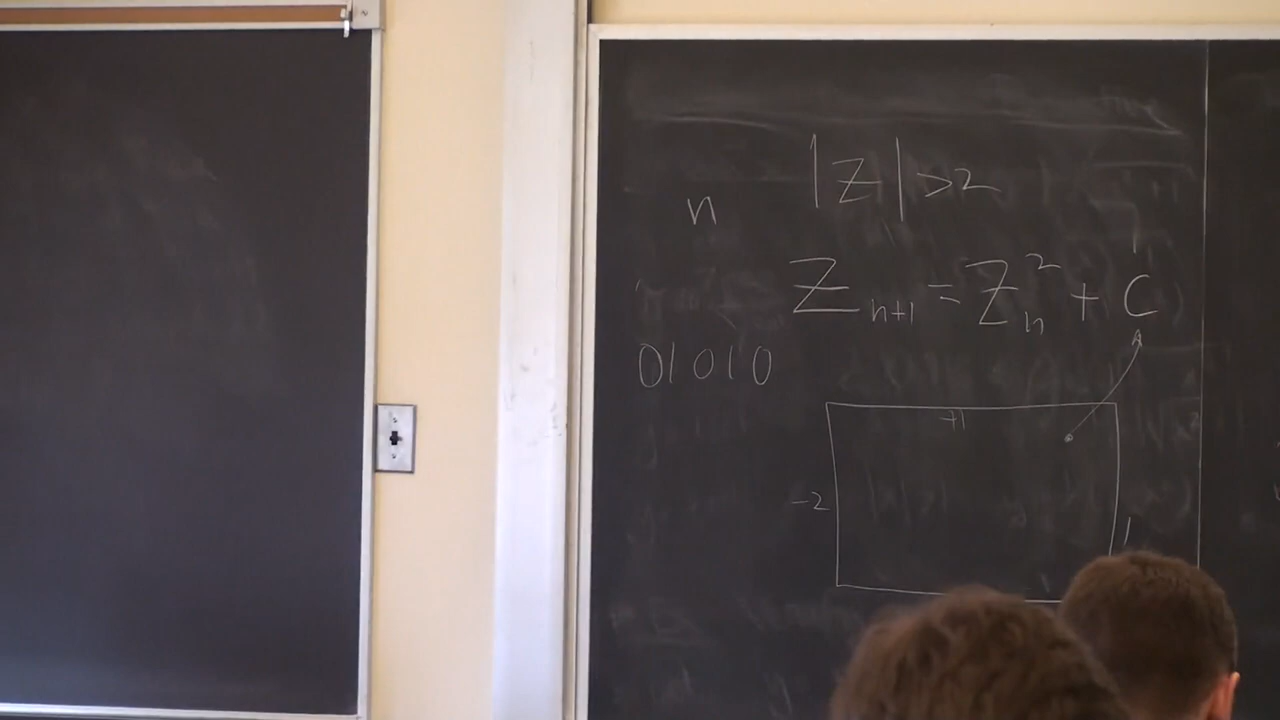 |Z| >2
n
Z_{n+1} = Z_n^2 + C
01010
+1
-2
1